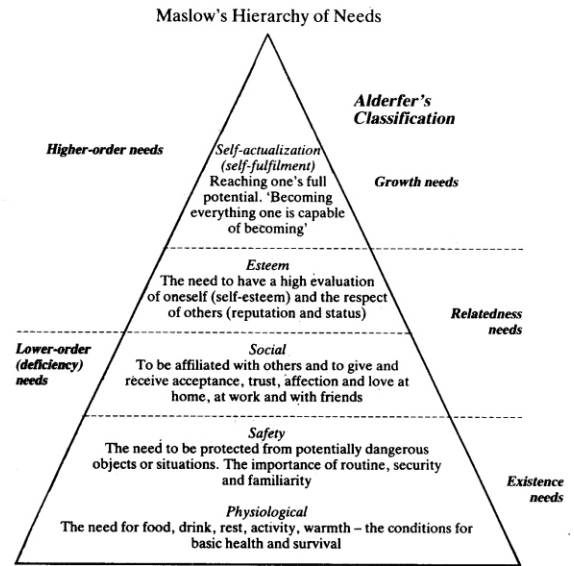 Maslow's Hierarchy of Needs
Alderfer's
Classification
Higher-order needs
Self-actualization
(self-fulfilment)
Reaching one's full
potential. 'Becoming
everything one is capable
of becoming'
Growth needs
Esteem
The need to have a high evaluation
of oneself (self-esteem) and the respect
of others (reputation and status)
Relatedness
needs
Lower-order
(deficiency)
needs
Social
To be affiliated with others and to give and
receive acceptance, trust, affection and love at
home, at work and with friends
Safety
The need to be protected from potentially dangerous
objects or situations. The importance of routine, security
and familiarity
Existence
needs
Physiological
The need for food, drink, rest, activity, warmth – the conditions for
basic health and survival